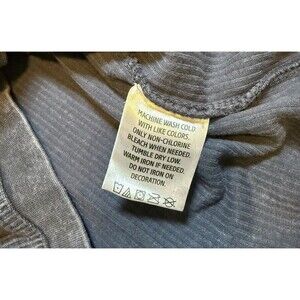 MACHINE WASH COLD
WITH LIKE COLORS.
ONLY NON-CHLORINE
BLEACH WHEN NEEDED.
TUMBLE DRY LOW.
WARM IRON IF NEEDED.
DO NOT IRON ON
DECORATION.